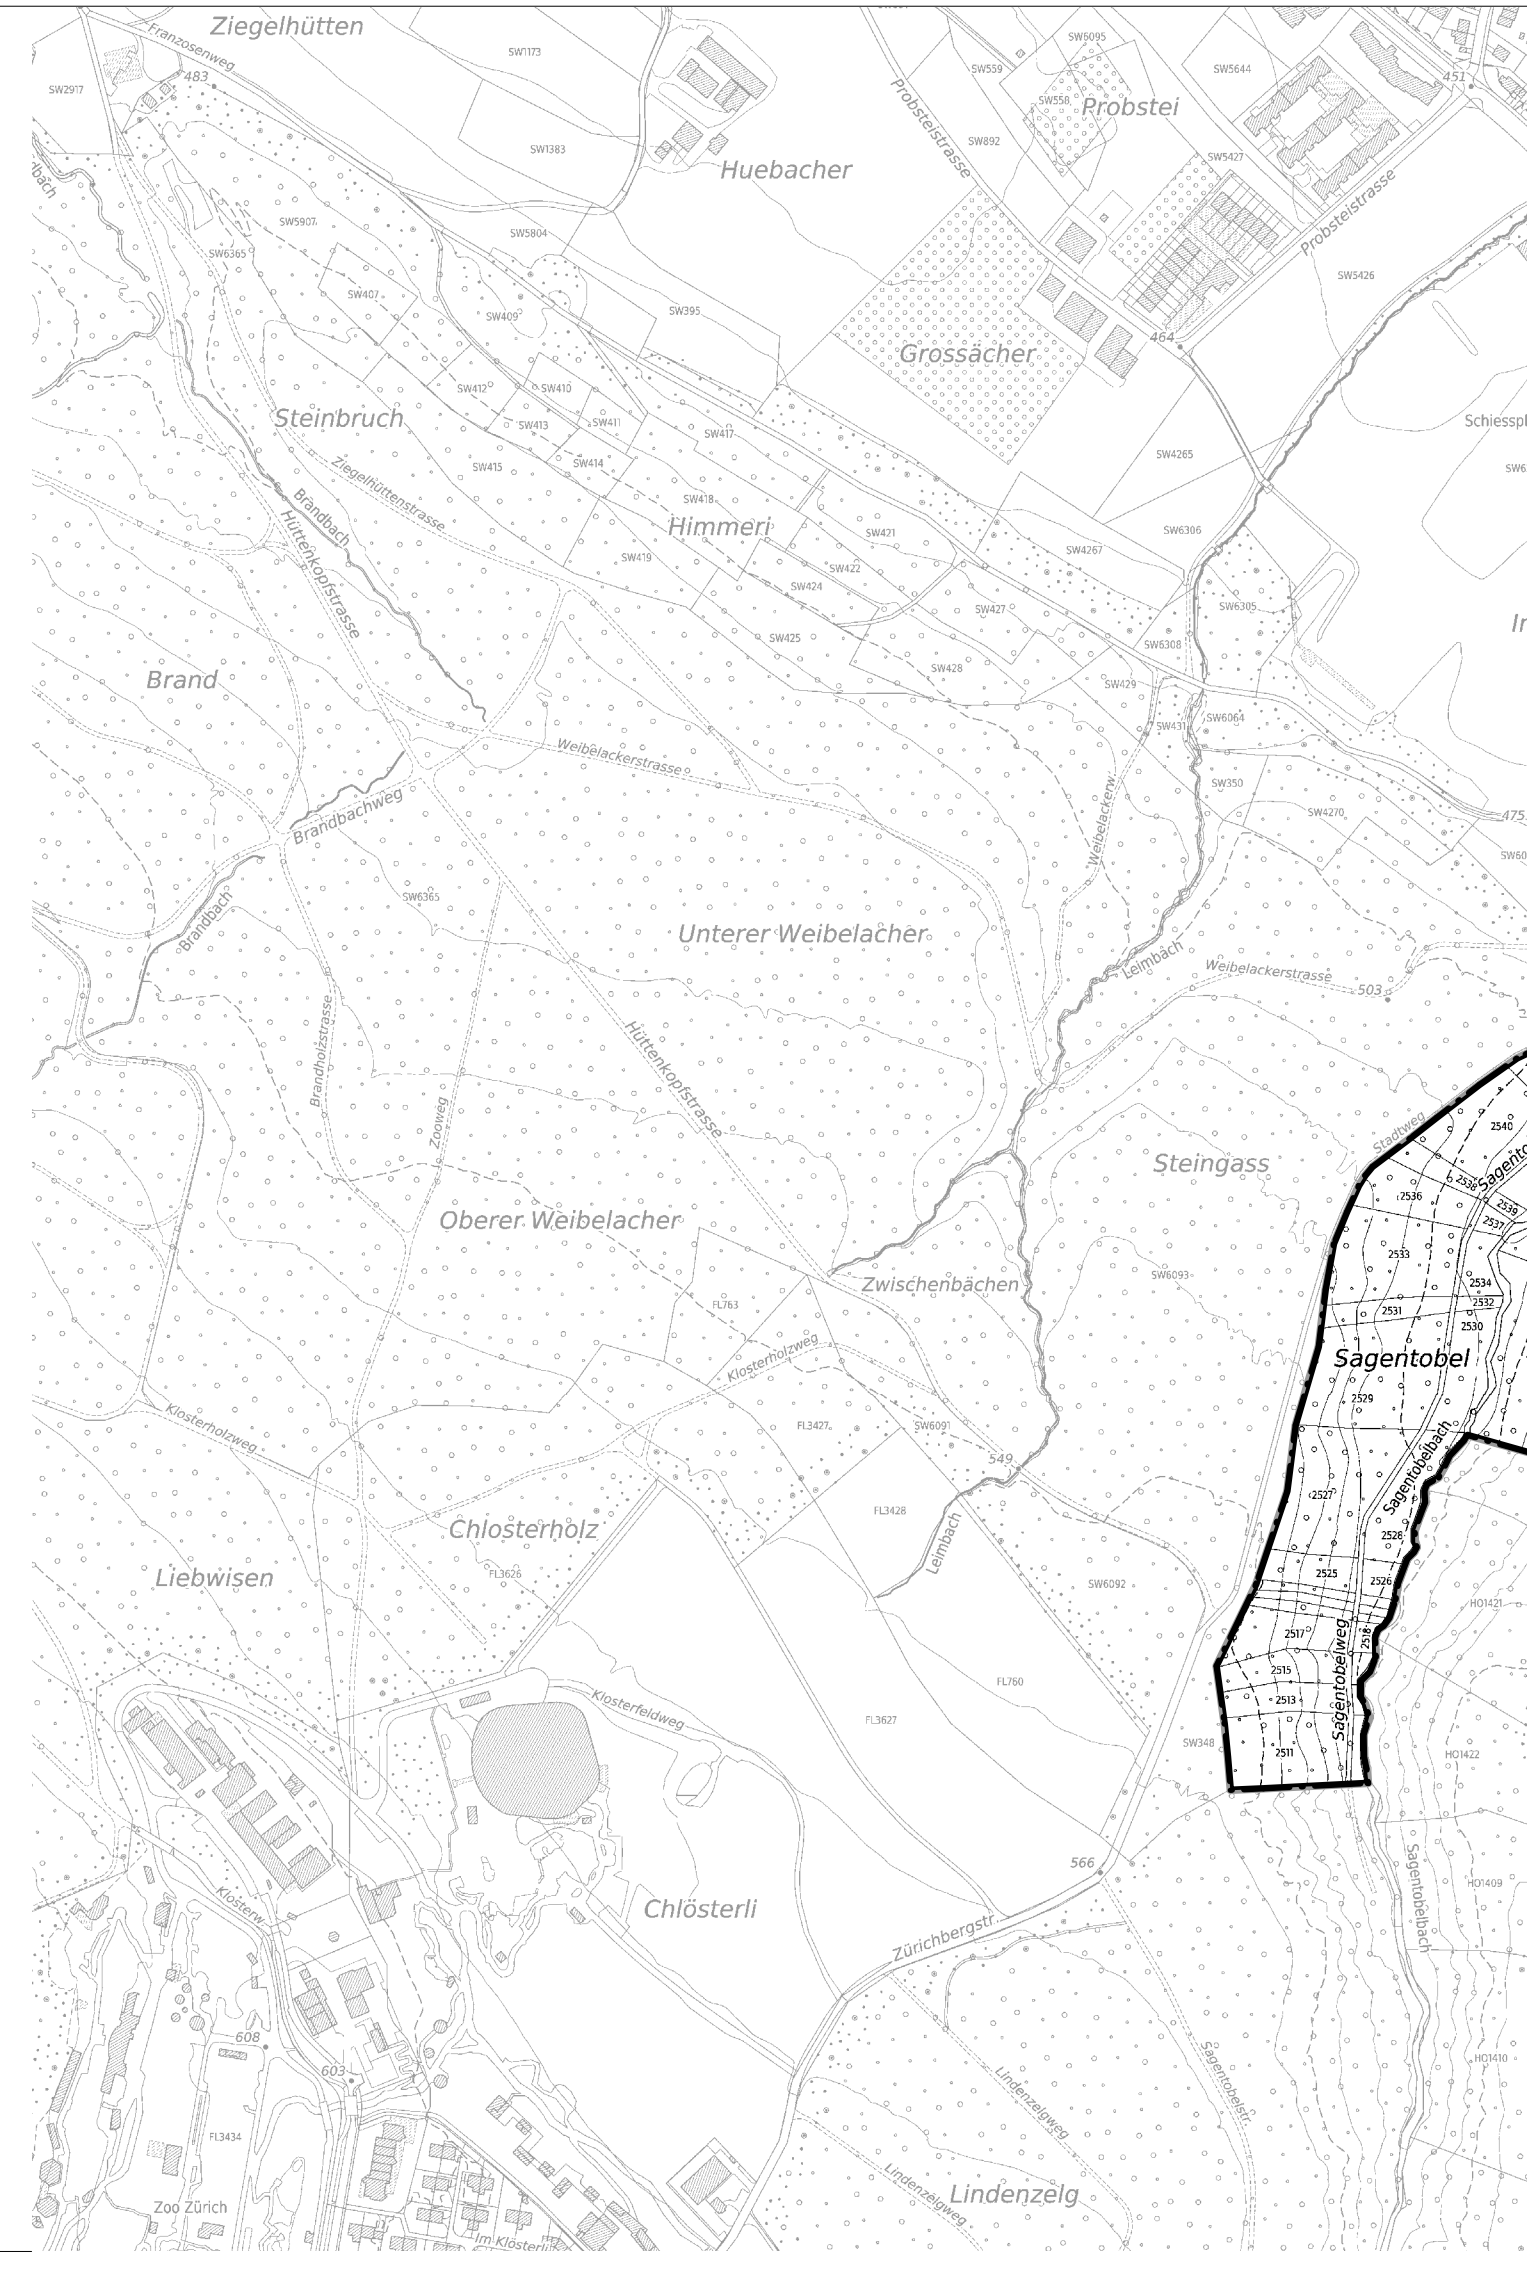 Ziegelhütten
Franzosenweg
483
SW2917
SW1173
SW1383
Huebacher
Probsteistrasse
SW6095
SW559
SW558
Probstei
SW892
SW5644
451
SW5427
Probsteistrasse
SW5426
SW5907
SW6365
SW5804
SW407
SW409
SW395
Grossächer
464
SW412
SW410
Steinbruch
SW413
SW411
SW417
Schiesspl
SW415
SW414
SW4265
Ziegelhüttenstrasse
Brandbach
SW418
Himmeri
SW421
SW6306
Hüttenkopfstrasse
SW419
SW422
SW4267
SW424
SW427
SW6305
SW425
SW6308
SW428
Brand
SW429
SW431
SW6064
Weibelackerstrasse
SW350
Brandbachweg
SW4270
475
Weibelackerw
SW6365
Brandbach
Unterer Weibelacher
Leimbach
Weibelackerstrasse
503
Brandholzstrasse
Hüttenkopfstrasse
Zooweg
Stadtweg
2540
Steingass
2538
Sagento
2536
2539
2537
Oberer Weibelacher
2533
Zwischenbächen
SW6093
2534
2532
FL763
2531
2530
Klosterholzweg
Sagentobel
2529
Klosterholzweg
FL3427
SW6091
549
Sagentobelbach
2527
FL3428
Chlosterholz
2528
Leimbach
FL3626
Liebwisen
SW6092
2525
2526
HO1421
2517
2518
Sagentobelweg
2515
FL760
2513
Klosterfeldweg
FL3627
SW348
2511
HO1422
566
Sagentobelbach
HO1409
Klosterw
Chlösterli
Zürichbergstr.
608
603
Sagentobelstr.
HO1410
Lindenzelgweg
FL3434
Lindenzelgweg
Lindenzelg
Zoo Zürich
Im Klösterli